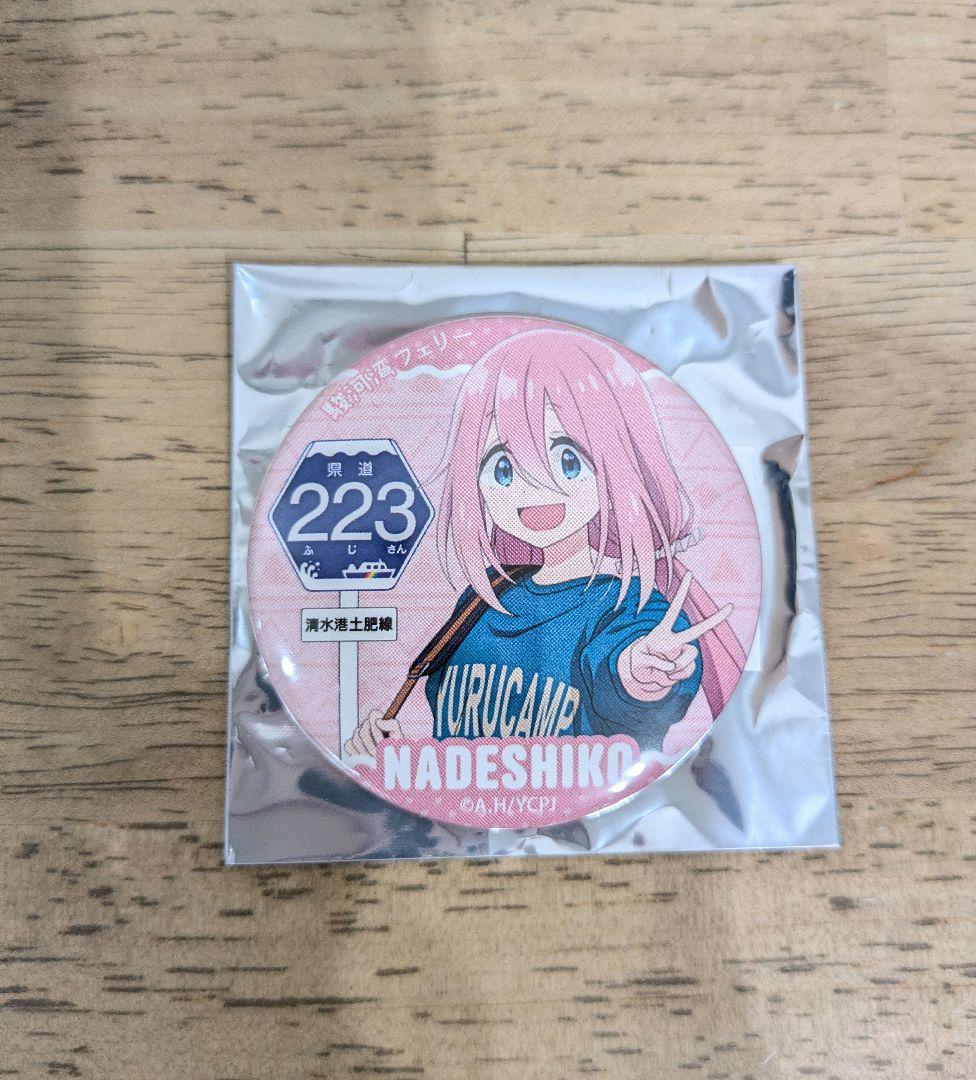 駿河湾フェリー
県道
223
ふ じ さん
清水港土肥線
YURUCAMP
NADESHIKO
©A.H/YCPJ